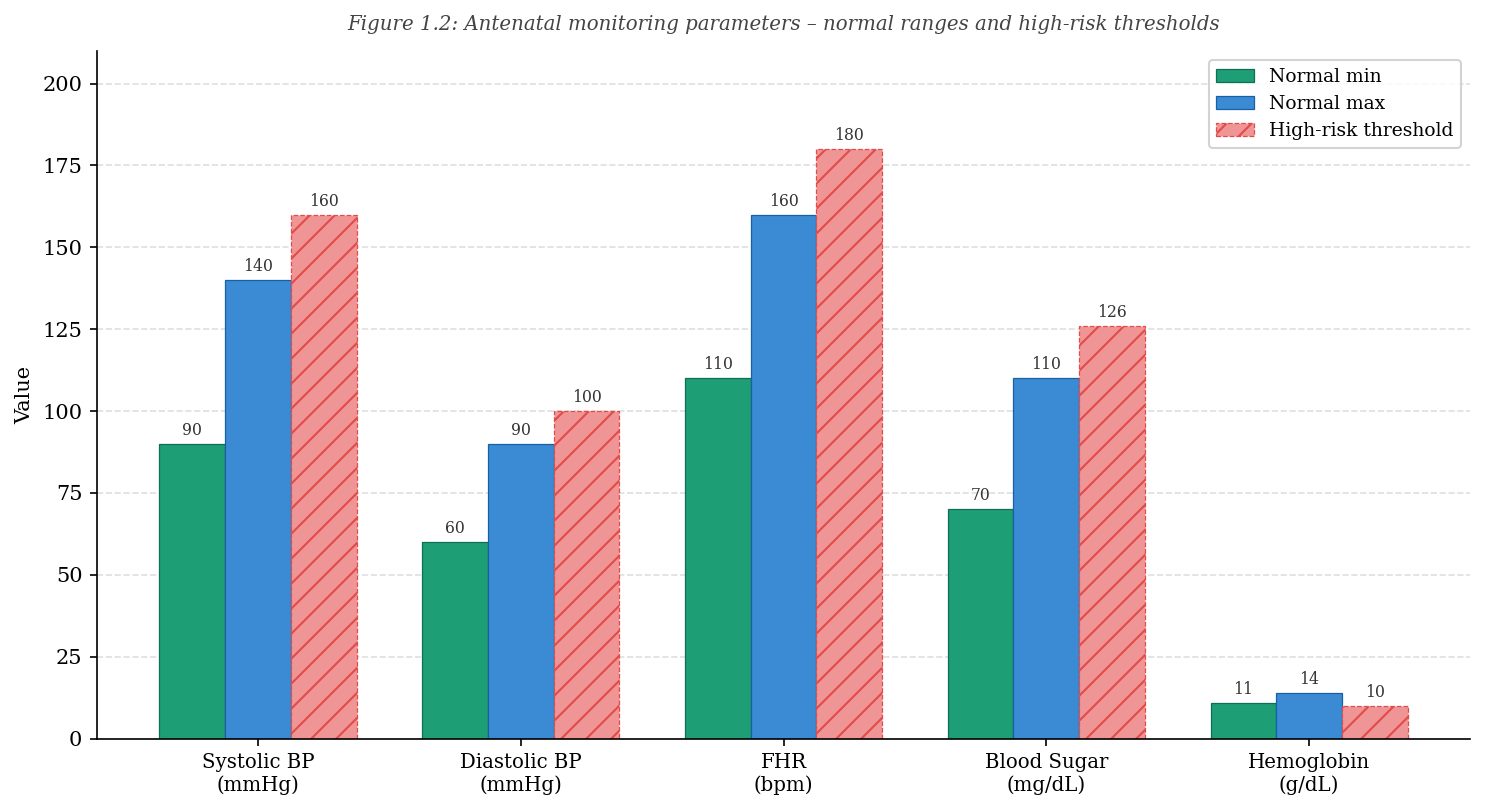 Figure 1.2: Antenatal monitoring parameters – normal ranges and high-risk thresholds
Normal min
Normal max
High-risk threshold
Value
200
175
150
125
100
75
50
25
0
90
140
160
60
90
100
110
160
180
70
110
126
11
14
10
Systolic BP
(mmHg)
Diastolic BP
(mmHg)
FHR
(bpm)
Blood Sugar
(mg/dL)
Hemoglobin
(g/dL)